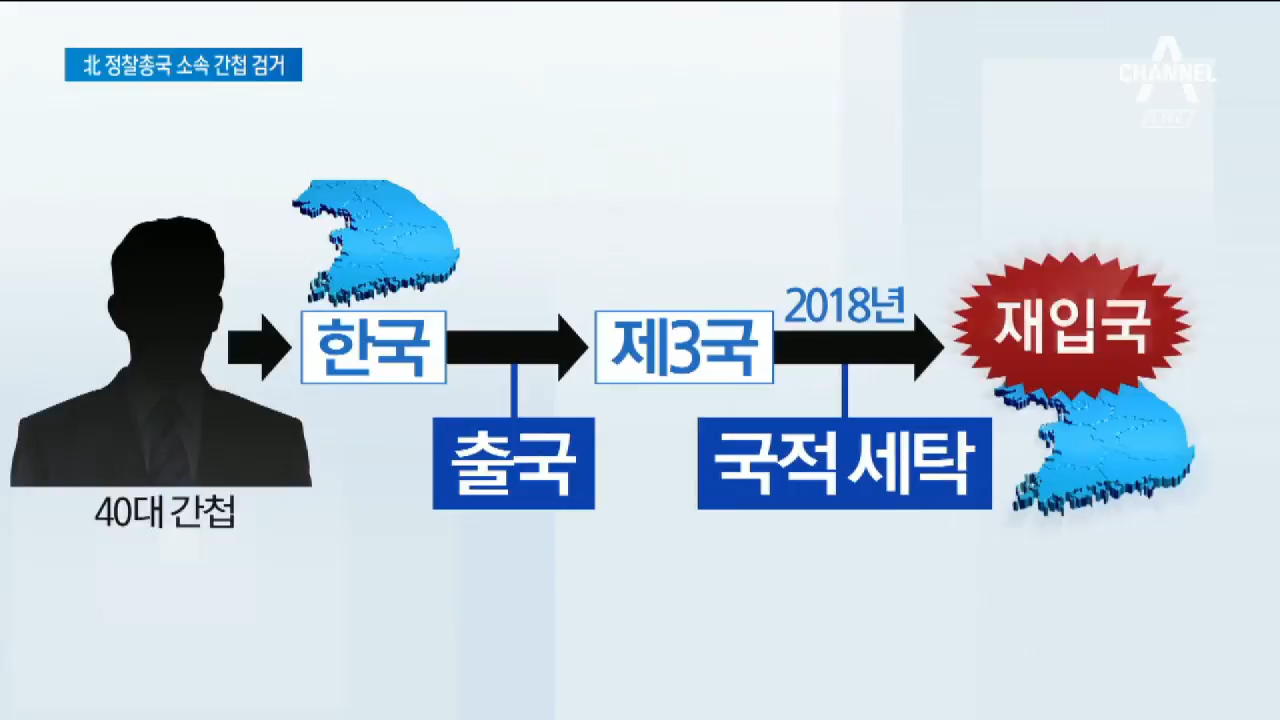 北 정찰총국 소속 간첩 검거
CHANNEL A
LIVE
2018년
한국
제3국
재입국
출국
국적 세탁
40대 간첩